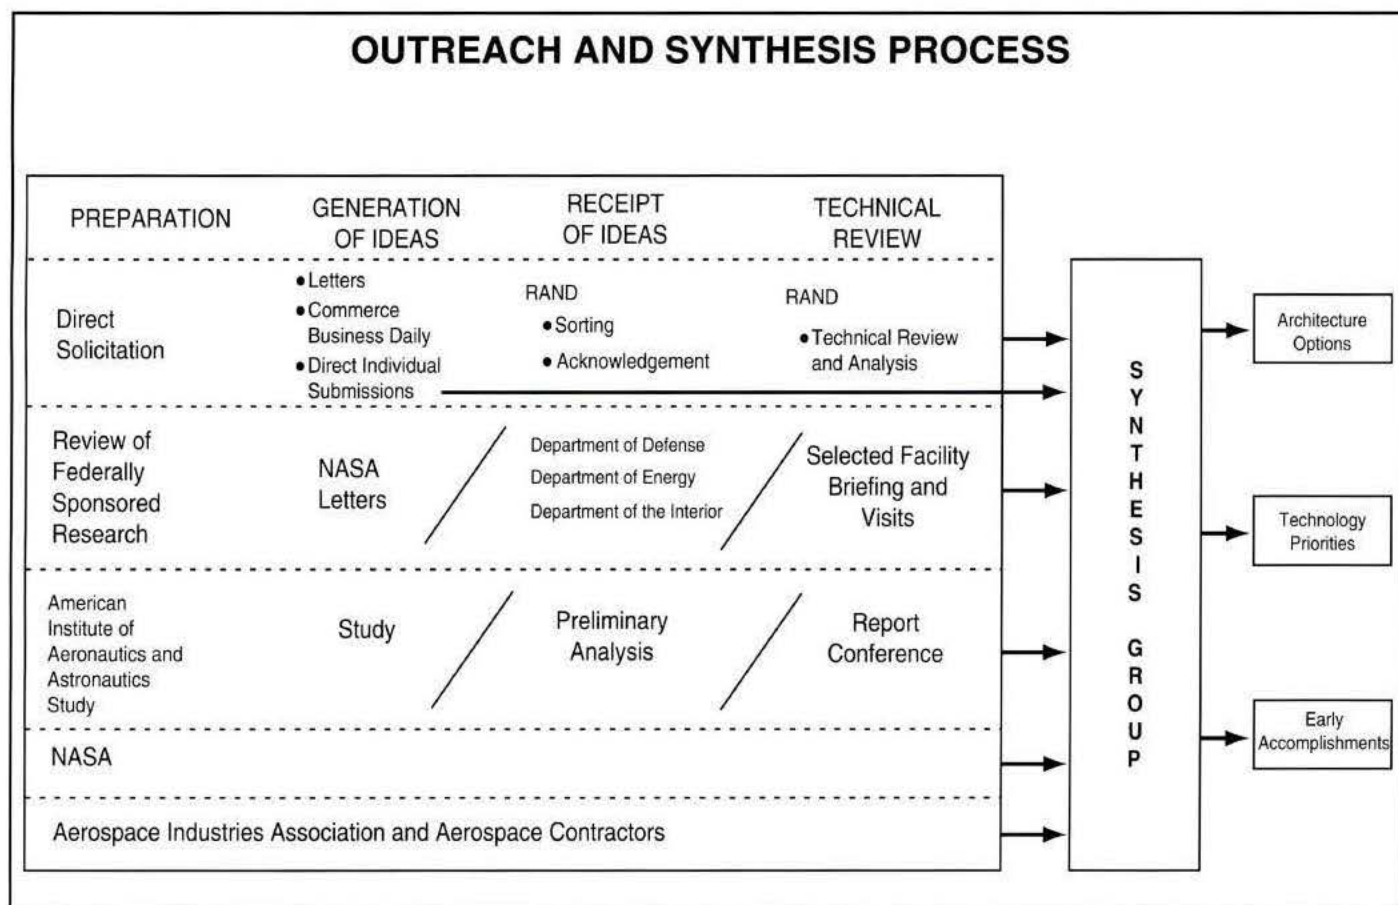 OUTREACH AND SYNTHESIS PROCESS
PREPARATION
GENERATION
OF IDEAS
RECEIPT
OF IDEAS
TECHNICAL
REVIEW
Direct
Solicitation
• Letters
• Commerce
Business Daily
• Direct Individual
Submissions
RAND
• Sorting
• Acknowledgement
RAND
• Technical Review
and Analysis
Review of
Federally
Sponsored
Research
NASA
Letters
Department of Defense
Department of Energy
Department of the Interior
Selected Facility
Briefing and
Visits
American
Institute of
Aeronautics and
Astronautics
Study
Study
Preliminary
Analysis
Report
Conference
NASA
Aerospace Industries Association and Aerospace Contractors
SYNTHESIS GROUP
Architecture
Options
Technology
Priorities
Early
Accomplishments